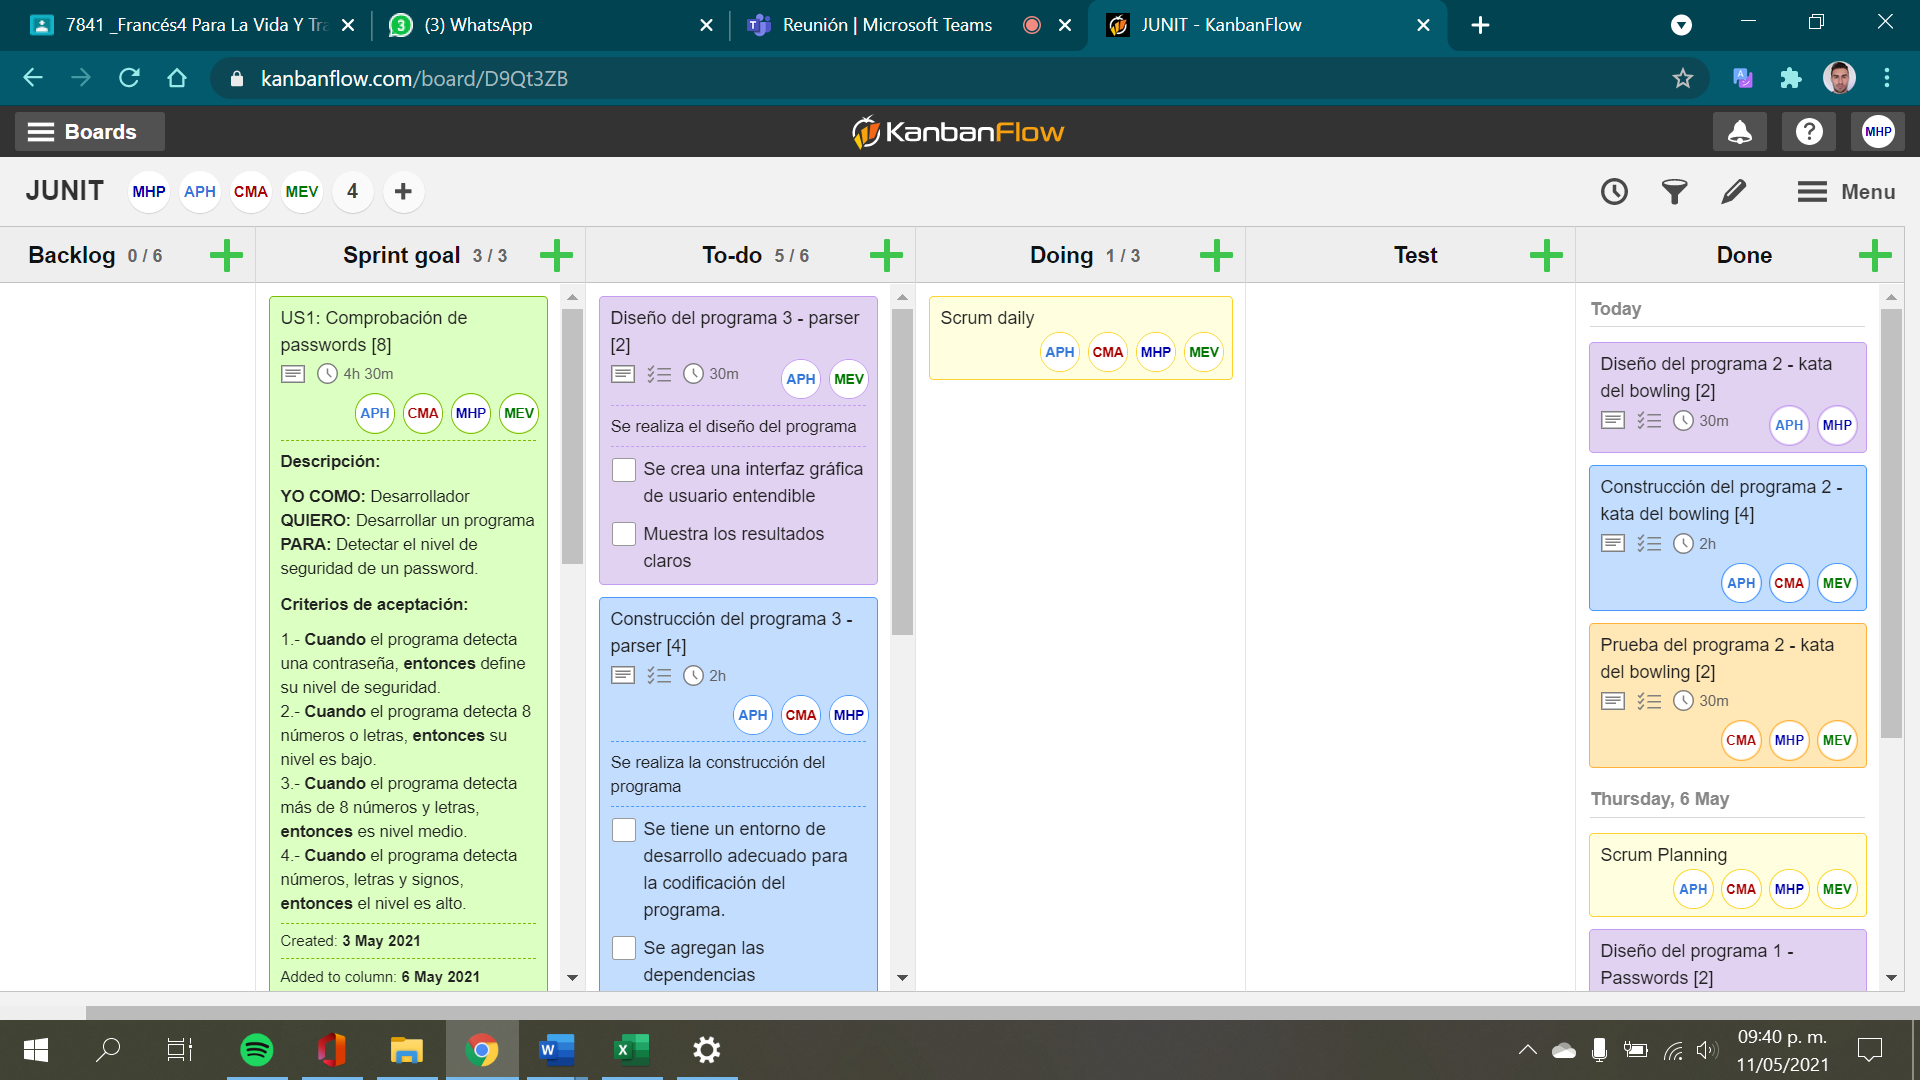 7841 _Francés4 Para La Vida Y Tra
3
(3) WhatsApp
Reunión | Microsoft Teams
JUNIT - KanbanFlow
kanbanflow.com/board/D9Qt3ZB
Boards
KanbanFlow
MHP
JUNIT
MHP APH CMA MEV 4
Menu
Backlog 0 / 6
Sprint goal 3 / 3
To-do 5 / 6
Doing 1 / 3
Test
Done
US1: Comprobación de
passwords [8]
4h 30m
APH CMA MHP MEV
Descripción:
YO COMO: Desarrollador
QUIERO: Desarrollar un programa
PARA: Detectar el nivel de
seguridad de un password.
Criterios de aceptación:
1.- Cuando el programa detecta
una contraseña, entonces define
su nivel de seguridad.
2.- Cuando el programa detecta 8
números o letras, entonces su
nivel es bajo.
3.- Cuando el programa detecta
más de 8 números y letras,
entonces es nivel medio.
4.- Cuando el programa detecta
números, letras y signos,
entonces el nivel es alto.
Created: 3 May 2021
Added to column: 6 May 2021
Diseño del programa 3 - parser
[2]
30m
APH MEV
Se realiza el diseño del programa
Se crea una interfaz gráfica
de usuario entendible
Muestra los resultados
claros
Construcción del programa 3 -
parser [4]
2h
APH CMA MHP
Se realiza la construcción del
programa
Se tiene un entorno de
desarrollo adecuado para
la codificación del
programa.
Se agregan las
dependencias
Scrum daily
APH CMA MHP MEV
Today
Diseño del programa 2 - kata
del bowling [2]
30m
APH MHP
Construcción del programa 2 -
kata del bowling [4]
2h
APH CMA MEV
Prueba del programa 2 - kata
del bowling [2]
30m
CMA MHP MEV
Thursday, 6 May
Scrum Planning
APH CMA MHP MEV
Diseño del programa 1 -
Passwords [2]
09:40 p. m.
11/05/2021